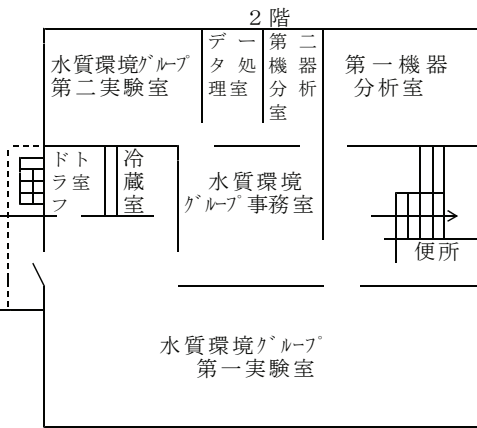 ２階
水質環境ｸﾞﾙｰﾌﾟ
第二実験室
デー
タ処
理室
第二
機器
分析
室
第一機器
分析室
ドト
ラ室
フ
冷
蔵
室
水質環境
ｸﾞﾙｰﾌﾟ事務室
便所
水質環境ｸﾞﾙｰﾌﾟ
第一実験室